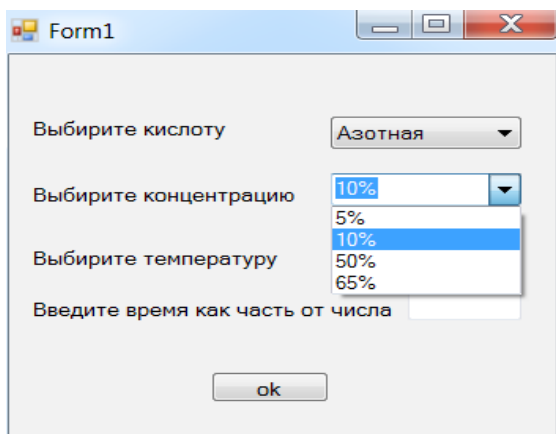 Form1
Выбирите кислоту
Азотная
Выбирите концентрацию
10%
5%
10%
50%
65%
Выбирите температуру
Введите время как часть от числа
ok